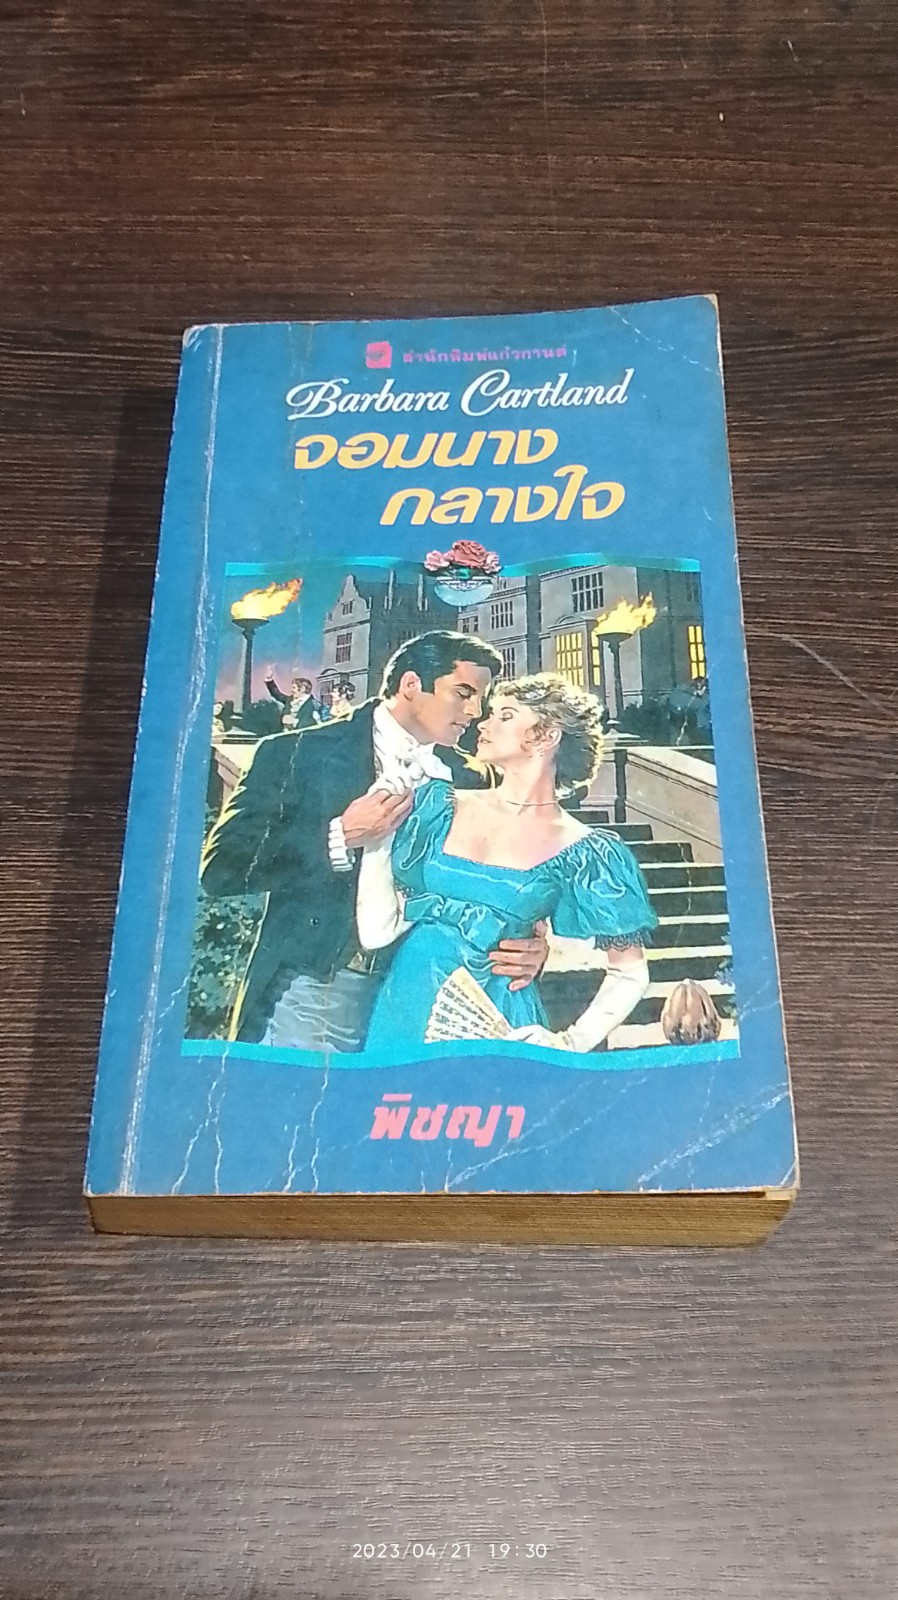 สำนักพิมพ์แก้วกานต์
Barbara Cartland
จอมนาง
กลางใจ
พิชญา
2023/04/21 19:30